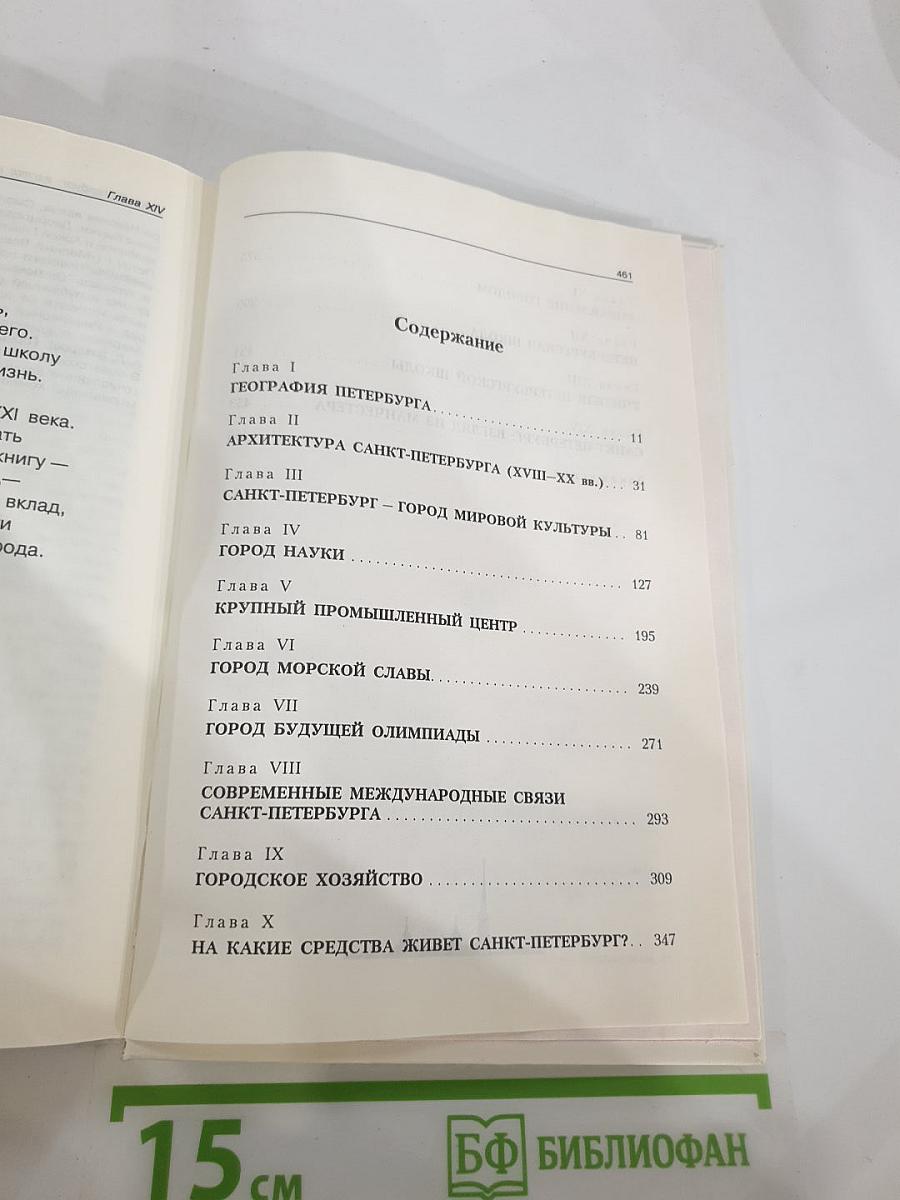 Глава XIV
его.
школу
изнь.
XXI века.
книгу —
вклад,
и
461
Содержание
Глава I
ГЕОГРАФИЯ ПЕТЕРБУРГА. . . . . . . . . . . . . . . . . . . . . . . 11
Глава II
АРХИТЕКТУРА САНКТ-ПЕТЕРБУРГА (XVIII—XX вв.). . . 31
Глава III
САНКТ-ПЕТЕРБУРГ – ГОРОД МИРОВОЙ КУЛЬТУРЫ . . 81
Глава IV
ГОРОД НАУКИ . . . . . . . . . . . . . . . . . . . . . . . . . . . . . . . . 127
Глава V
КРУПНЫЙ ПРОМЫШЛЕННЫЙ ЦЕНТР . . . . . . . . . . . . . 195
Глава VI
ГОРОД МОРСКОЙ СЛАВЫ. . . . . . . . . . . . . . . . . . . . . . . 239
Глава VII
ГОРОД БУДУЩЕЙ ОЛИМПИАДЫ . . . . . . . . . . . . . . . . . 271
Глава VIII
СОВРЕМЕННЫЕ МЕЖДУНАРОДНЫЕ СВЯЗИ
САНКТ-ПЕТЕРБУРГА . . . . . . . . . . . . . . . . . . . . . . . . . . . . 293
Глава IX
ГОРОДСКОЕ ХОЗЯЙСТВО . . . . . . . . . . . . . . . . . . . . . . . . 309
Глава X
НА КАКИЕ СРЕДСТВА ЖИВЕТ САНКТ-ПЕТЕРБУРГ?. . 347
15 см
БФ БИБЛИОФАН